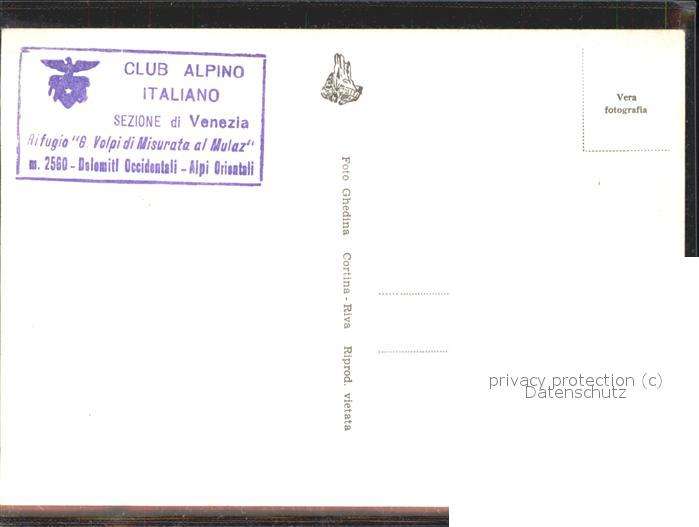 CLUB ALPINO
ITALIANO
SEZIONE di Venezia
Rifugio "G Volpi di Misurata al Mulaz"
m. 2560 - Dolomiti Occidentali - Alpi Orientali
Vera
fotografia
Foto Ghedina Cortina - Riva Riprod. vietata
privacy protection (c)
Datenschutz